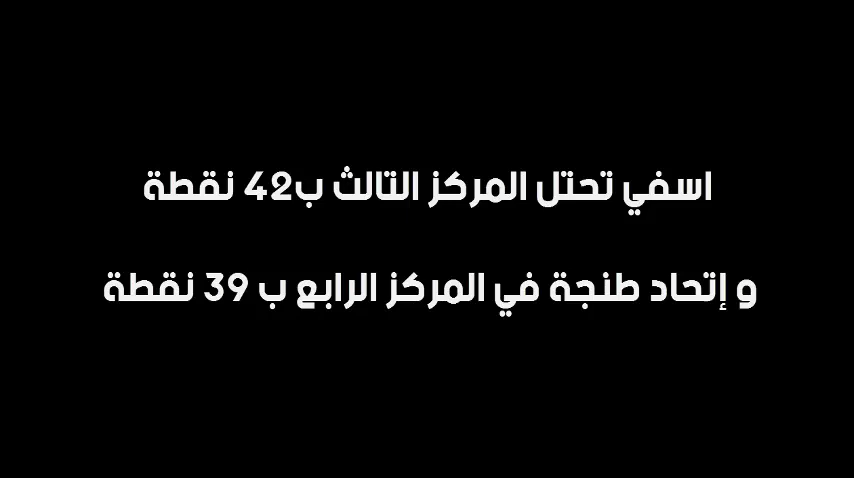 اسفي تحتل المركز التالث ب42 نقطة
و إتحاد طنجة في المركز الرابع ب 39 نقطة